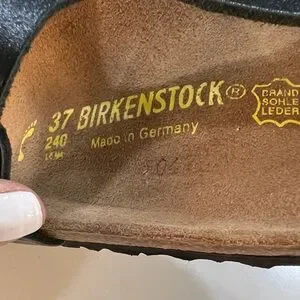 37 BIRKENSTOCK®
240
Made in Germany
BRAND
SOHLE
LEDER